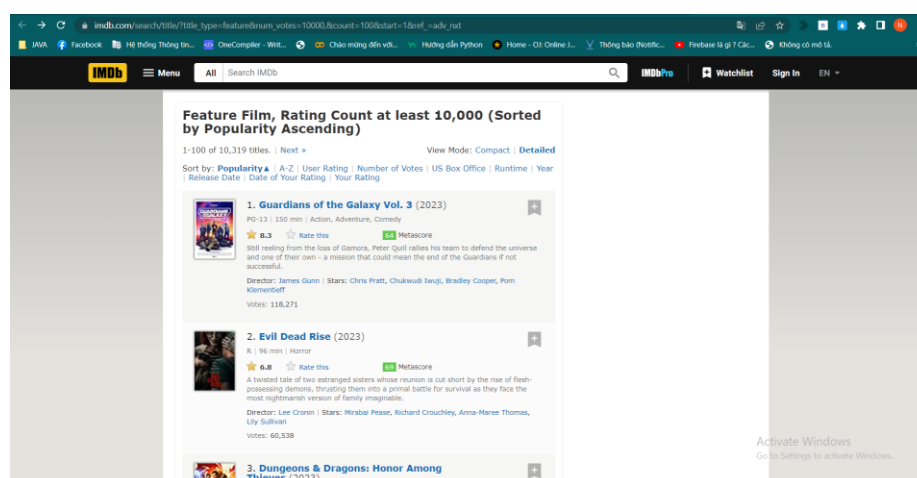 imdb.com/search/title/?title_type=feature&num_votes=10000,&count=100&start=1&ref_=adv_nxt
N
JAVA Facebook Hệ thống Thông tin... OneCompiler - Writ... Chào mừng đến với... Hướng dẫn Python Home - OJ: Online J... Thông báo (Notific... Firebase là gì ? Các... Không có mô tả.
IMDb Menu All Search IMDb IMDbPro Watchlist Sign In EN
Feature Film, Rating Count at least 10,000 (Sorted
by Popularity Ascending)
1-100 of 10,319 titles. | Next » View Mode: Compact | Detailed
Sort by: Popularity▲ | A-Z | User Rating | Number of Votes | US Box Office | Runtime | Year
| Release Date | Date of Your Rating | Your Rating
1. Guardians of the Galaxy Vol. 3 (2023)
PG-13 | 150 min | Action, Adventure, Comedy
8.3 Rate this 64 Metascore
Still reeling from the loss of Gamora, Peter Quill rallies his team to defend the universe
and one of their own - a mission that could mean the end of the Guardians if not
successful.
Director: James Gunn | Stars: Chris Pratt, Chukwudi Iwuji, Bradley Cooper, Pom
Klementieff
Votes: 118,271
2. Evil Dead Rise (2023)
R | 96 min | Horror
6.8 Rate this 69 Metascore
A twisted tale of two estranged sisters whose reunion is cut short by the rise of flesh-
possessing demons, thrusting them into a primal battle for survival as they face the
most nightmarish version of family imaginable.
Director: Lee Cronin | Stars: Mirabai Pease, Richard Crouchley, Anna-Maree Thomas,
Lily Sullivan
Votes: 60,538
3. Dungeons & Dragons: Honor Among
Thieves (2023)
Activate Windows
Go to Settings to activate Windows.